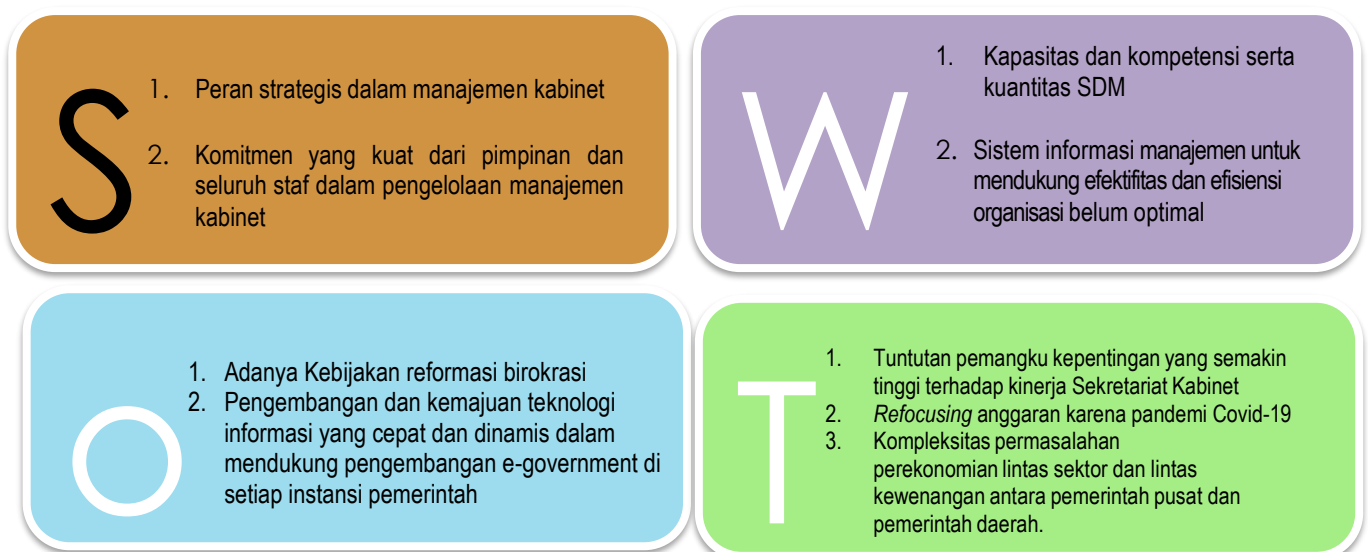 S
1. Peran strategis dalam manajemen kabinet
2. Komitmen yang kuat dari pimpinan dan
seluruh staf dalam pengelolaan manajemen
kabinet
W
1. Kapasitas dan kompetensi serta
kuantitas SDM
2. Sistem informasi manajemen untuk
mendukung efektifitas dan efisiensi
organisasi belum optimal
O
1. Adanya Kebijakan reformasi birokrasi
2. Pengembangan dan kemajuan teknologi
informasi yang cepat dan dinamis dalam
mendukung pengembangan e-government di
setiap instansi pemerintah
T
1. Tuntutan pemangku kepentingan yang semakin
tinggi terhadap kinerja Sekretariat Kabinet
2. Refocusing anggaran karena pandemi Covid-19
3. Kompleksitas permasalahan
perekonomian lintas sektor dan lintas
kewenangan antara pemerintah pusat dan
pemerintah daerah.